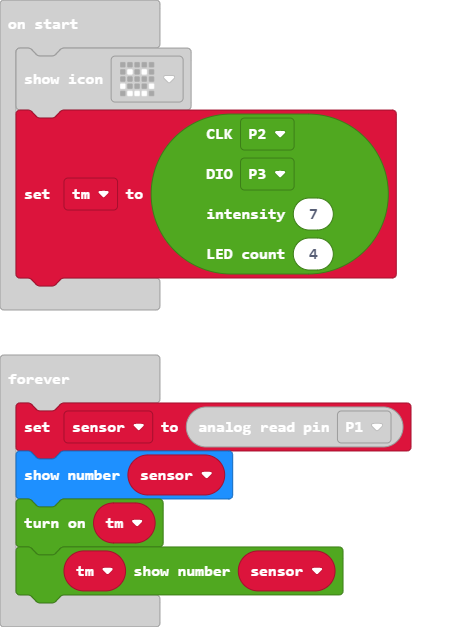 on start
show icon
CLK P2
DIO P3
set tm to
intensity 7
LED count 4
forever
set sensor to analog read pin P1
show number sensor
turn on tm
tm show number sensor